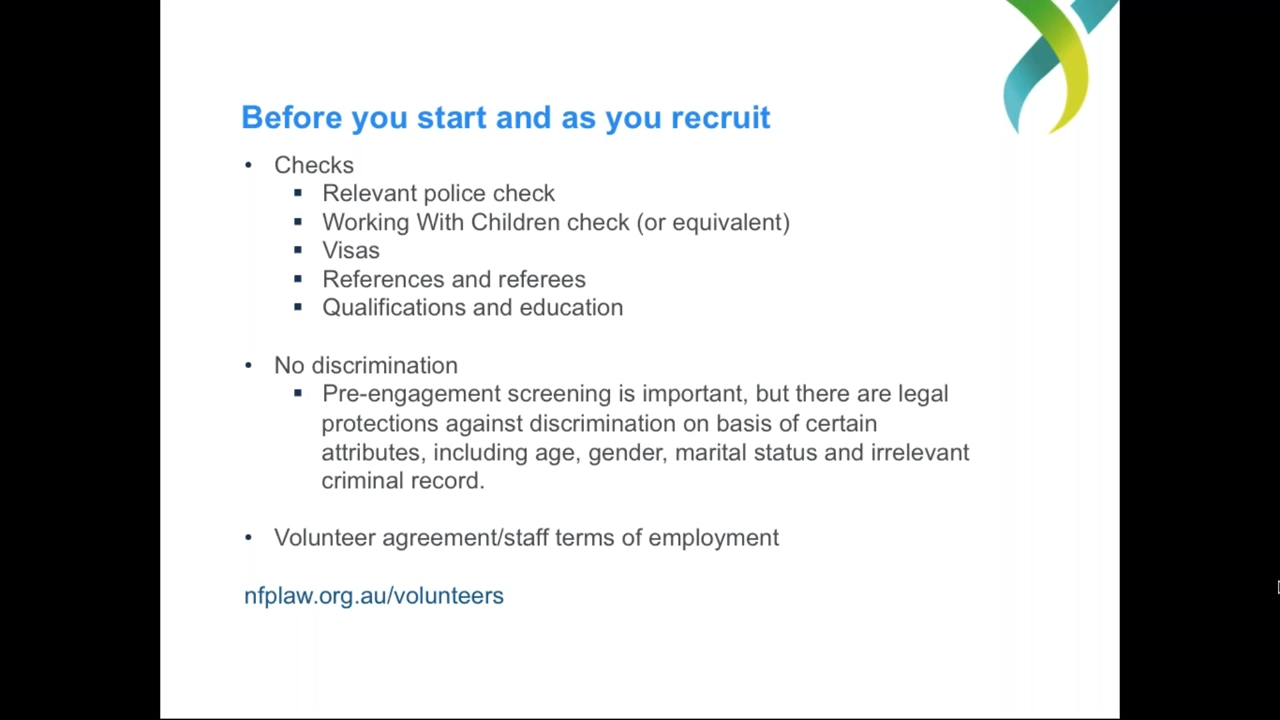 Before you start and as you recruit
• Checks
▪ Relevant police check
▪ Working With Children check (or equivalent)
▪ Visas
▪ References and referees
▪ Qualifications and education
• No discrimination
▪ Pre-engagement screening is important, but there are legal
protections against discrimination on basis of certain
attributes, including age, gender, marital status and irrelevant
criminal record.
• Volunteer agreement/staff terms of employment
nfplaw.org.au/volunteers